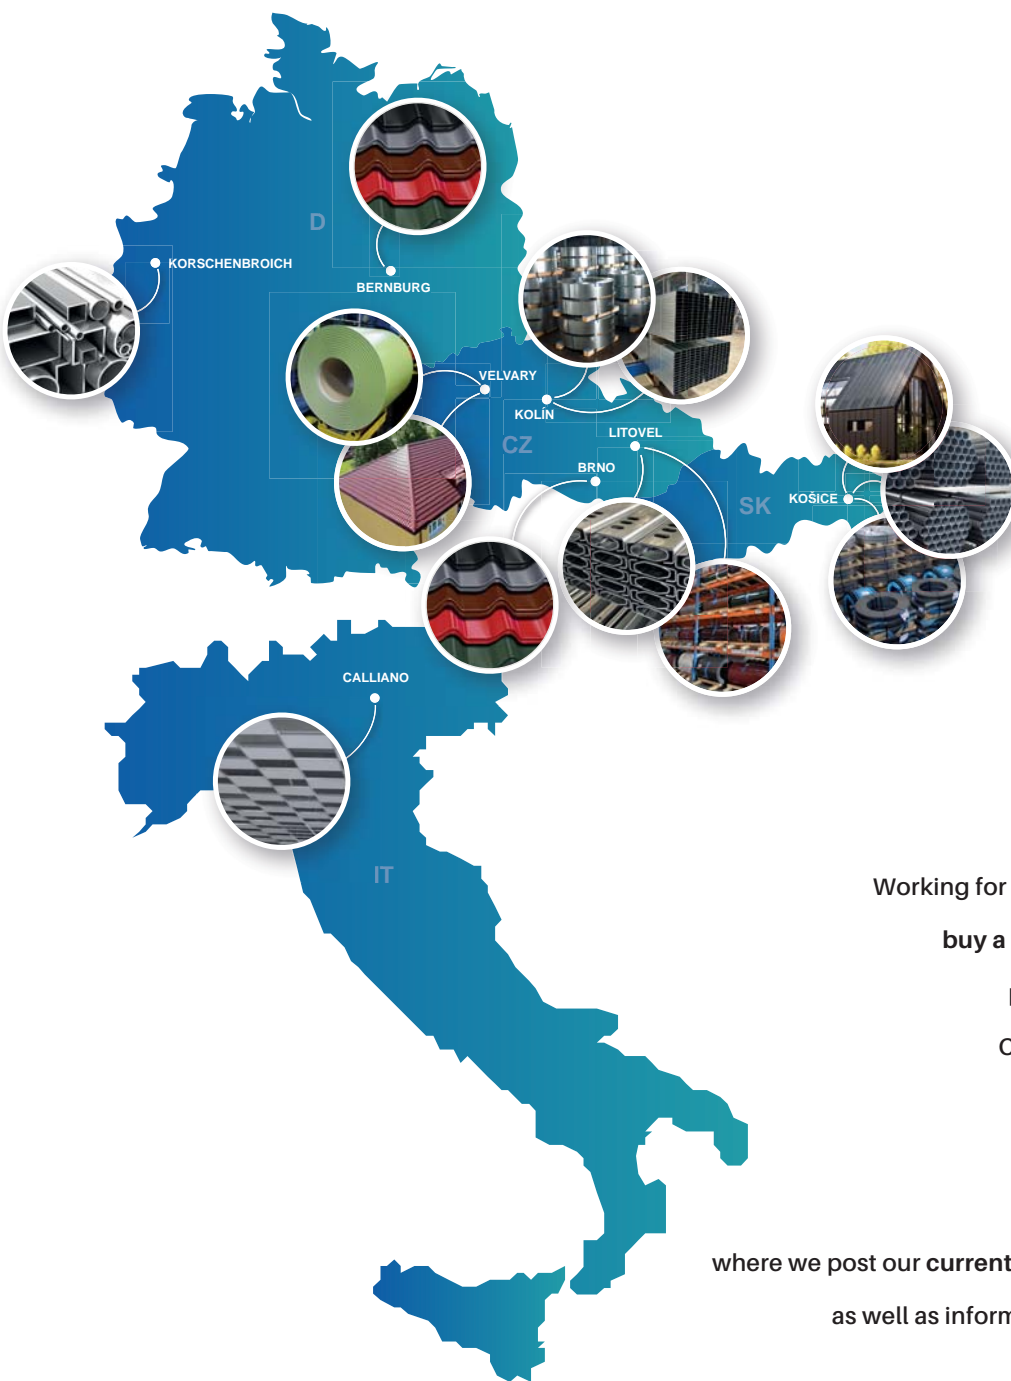 D
KORSCHENBROICH
BERNBURG
VELVARY
KOLÍN
LITOVEL
CZ
BRNO
SK
KOŠICE
CALLIANO
IT
Working for
buy a
where we post our current
as well as inform